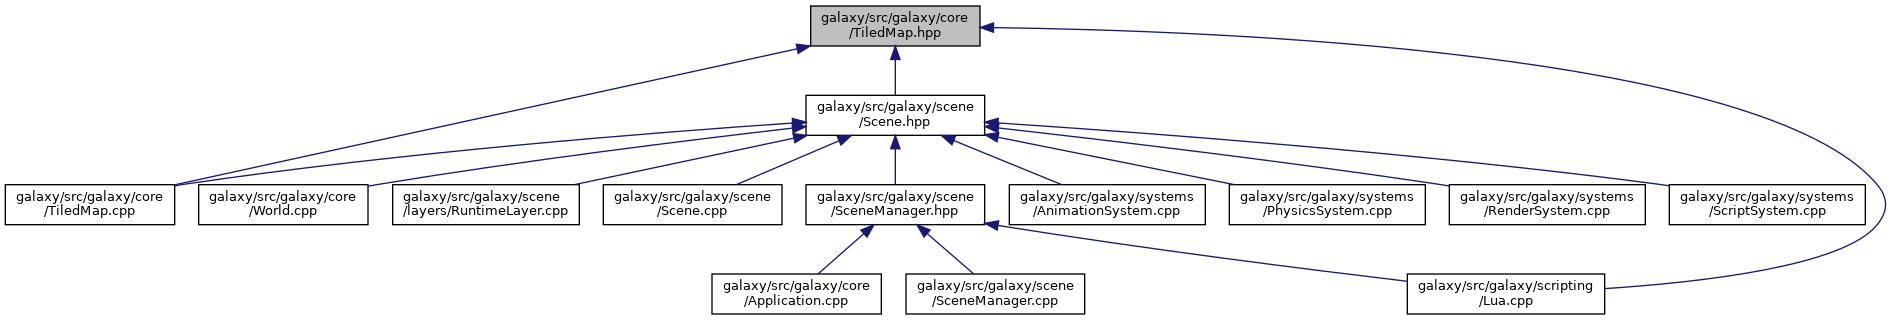 galaxy/src/galaxy/core
/TiledMap.hpp
galaxy/src/galaxy/scene
/Scene.hpp
galaxy/src/galaxy/core
/TiledMap.cpp
galaxy/src/galaxy/core
/World.cpp
galaxy/src/galaxy/scene
/layers/RuntimeLayer.cpp
galaxy/src/galaxy/scene
/Scene.cpp
galaxy/src/galaxy/scene
/SceneManager.hpp
galaxy/src/galaxy/systems
/AnimationSystem.cpp
galaxy/src/galaxy/systems
/PhysicsSystem.cpp
galaxy/src/galaxy/systems
/RenderSystem.cpp
galaxy/src/galaxy/systems
/ScriptSystem.cpp
galaxy/src/galaxy/core
/Application.cpp
galaxy/src/galaxy/scene
/SceneManager.cpp
galaxy/src/galaxy/scripting
/Lua.cpp